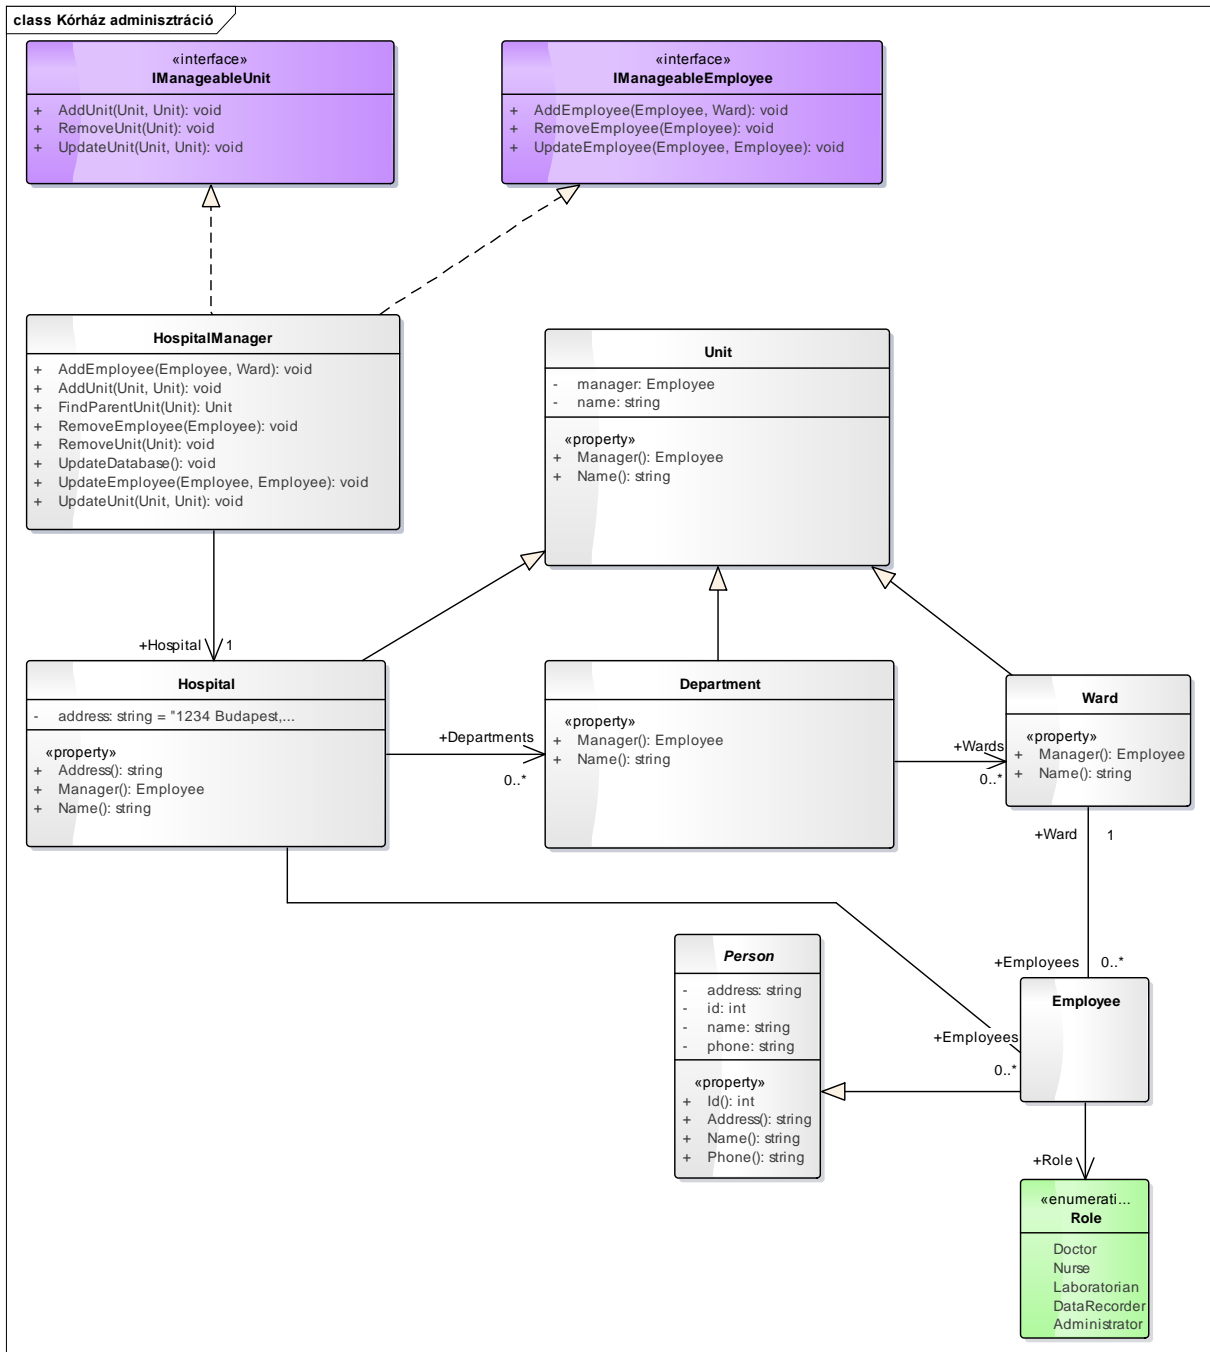 class Kórház adminisztráció
«interface»
IManageableUnit
+ AddUnit(Unit, Unit): void
+ RemoveUnit(Unit): void
+ UpdateUnit(Unit, Unit): void
«interface»
IManageableEmployee
+ AddEmployee(Employee, Ward): void
+ RemoveEmployee(Employee): void
+ UpdateEmployee(Employee, Employee): void
HospitalManager
+ AddEmployee(Employee, Ward): void
+ AddUnit(Unit, Unit): void
+ FindParentUnit(Unit): Unit
+ RemoveEmployee(Employee): void
+ RemoveUnit(Unit): void
+ UpdateDatabase(): void
+ UpdateEmployee(Employee, Employee): void
+ UpdateUnit(Unit, Unit): void
Unit
- manager: Employee
- name: string
«property»
+ Manager(): Employee
+ Name(): string
+Hospital 1
Hospital
- address: string = "1234 Budapest,...
«property»
+ Address(): string
+ Manager(): Employee
+ Name(): string
+Departments
0..*
Department
«property»
+ Manager(): Employee
+ Name(): string
+Wards
0..*
Ward
«property»
+ Manager(): Employee
+ Name(): string
+Ward 1
+Employees 0..*
Person
- address: string
- id: int
- name: string
- phone: string
«property»
+ Id(): int
+ Address(): string
+ Name(): string
+ Phone(): string
Employee
+Employees
0..*
+Role
«enumerati...
Role
Doctor
Nurse
Laboratorian
DataRecorder
Administrator